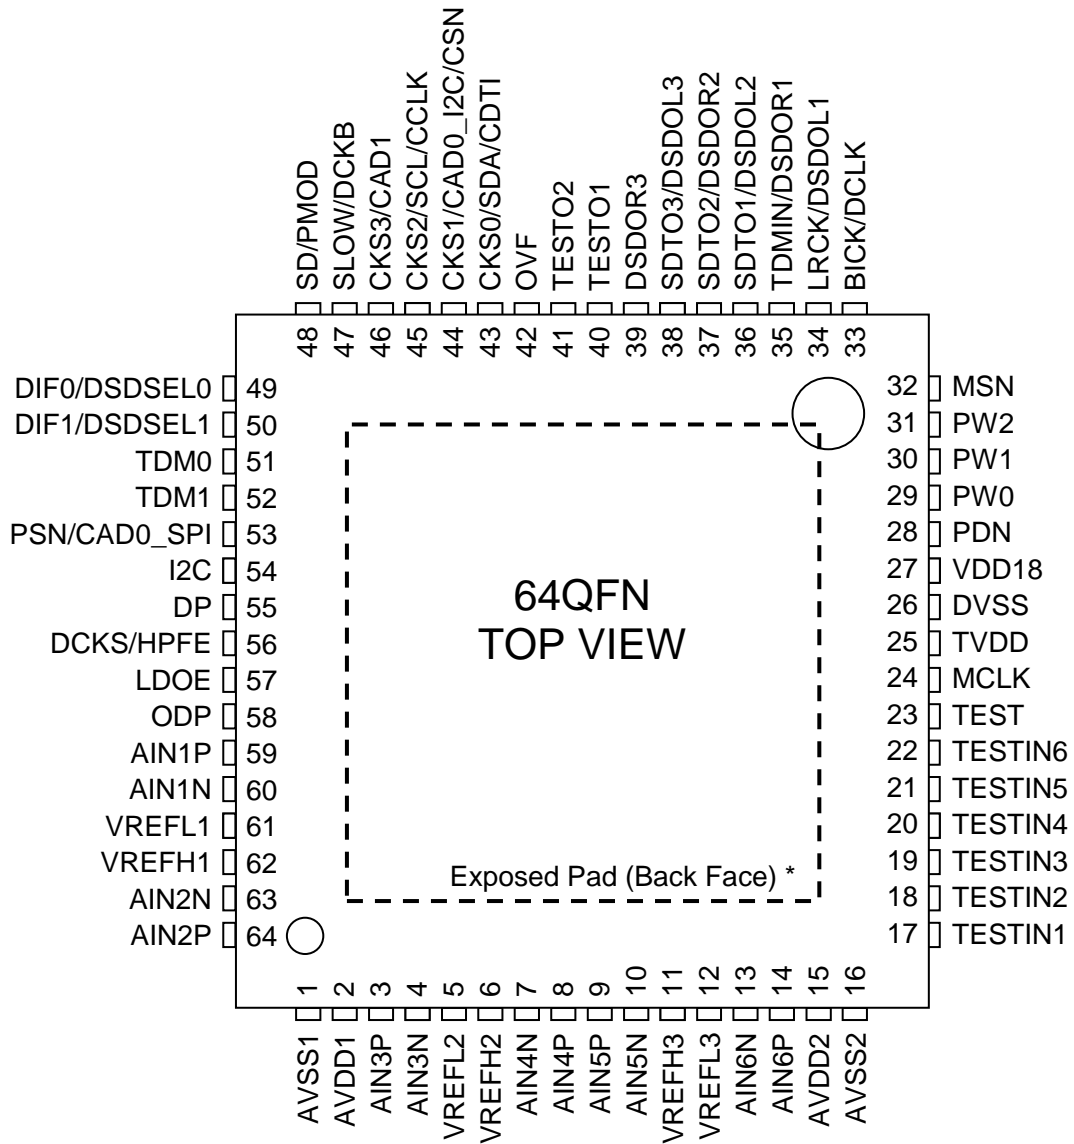 SD/PMOD
SLOW/DCKB
CKS3/CAD1
CKS2/SCL/CCLK
CKS1/CAD0_I2C/CSN
CKS0/SDA/CDTI
OVF
TESTO2
TESTO1
DSDOR3
SDTO3/DSDOL3
SDTO2/DSDOR2
SDTO1/DSDOL2
TDMIN/DSDOR1
LRCK/DSDOL1
BICK/DCLK
48
47
46
45
44
43
42
41
40
39
38
37
36
35
34
33
DIF0/DSDSEL0 49
DIF1/DSDSEL1 50
TDM0 51
TDM1 52
PSN/CAD0_SPI 53
I2C 54
DP 55
DCKS/HPFE 56
LDOE 57
ODP 58
AIN1P 59
AIN1N 60
VREFL1 61
VREFH1 62
AIN2N 63
AIN2P 64
64QFN
TOP VIEW
Exposed Pad (Back Face) *
32 MSN
31 PW2
30 PW1
29 PW0
28 PDN
27 VDD18
26 DVSS
25 TVDD
24 MCLK
23 TEST
22 TESTIN6
21 TESTIN5
20 TESTIN4
19 TESTIN3
18 TESTIN2
17 TESTIN1
1
2
3
4
5
6
7
8
9
10
11
12
13
14
15
16
AVSS1
AVDD1
AIN3P
AIN3N
VREFL2
VREFH2
AIN4N
AIN4P
AIN5P
AIN5N
VREFH3
VREFL3
AIN6N
AIN6P
AVDD2
AVSS2